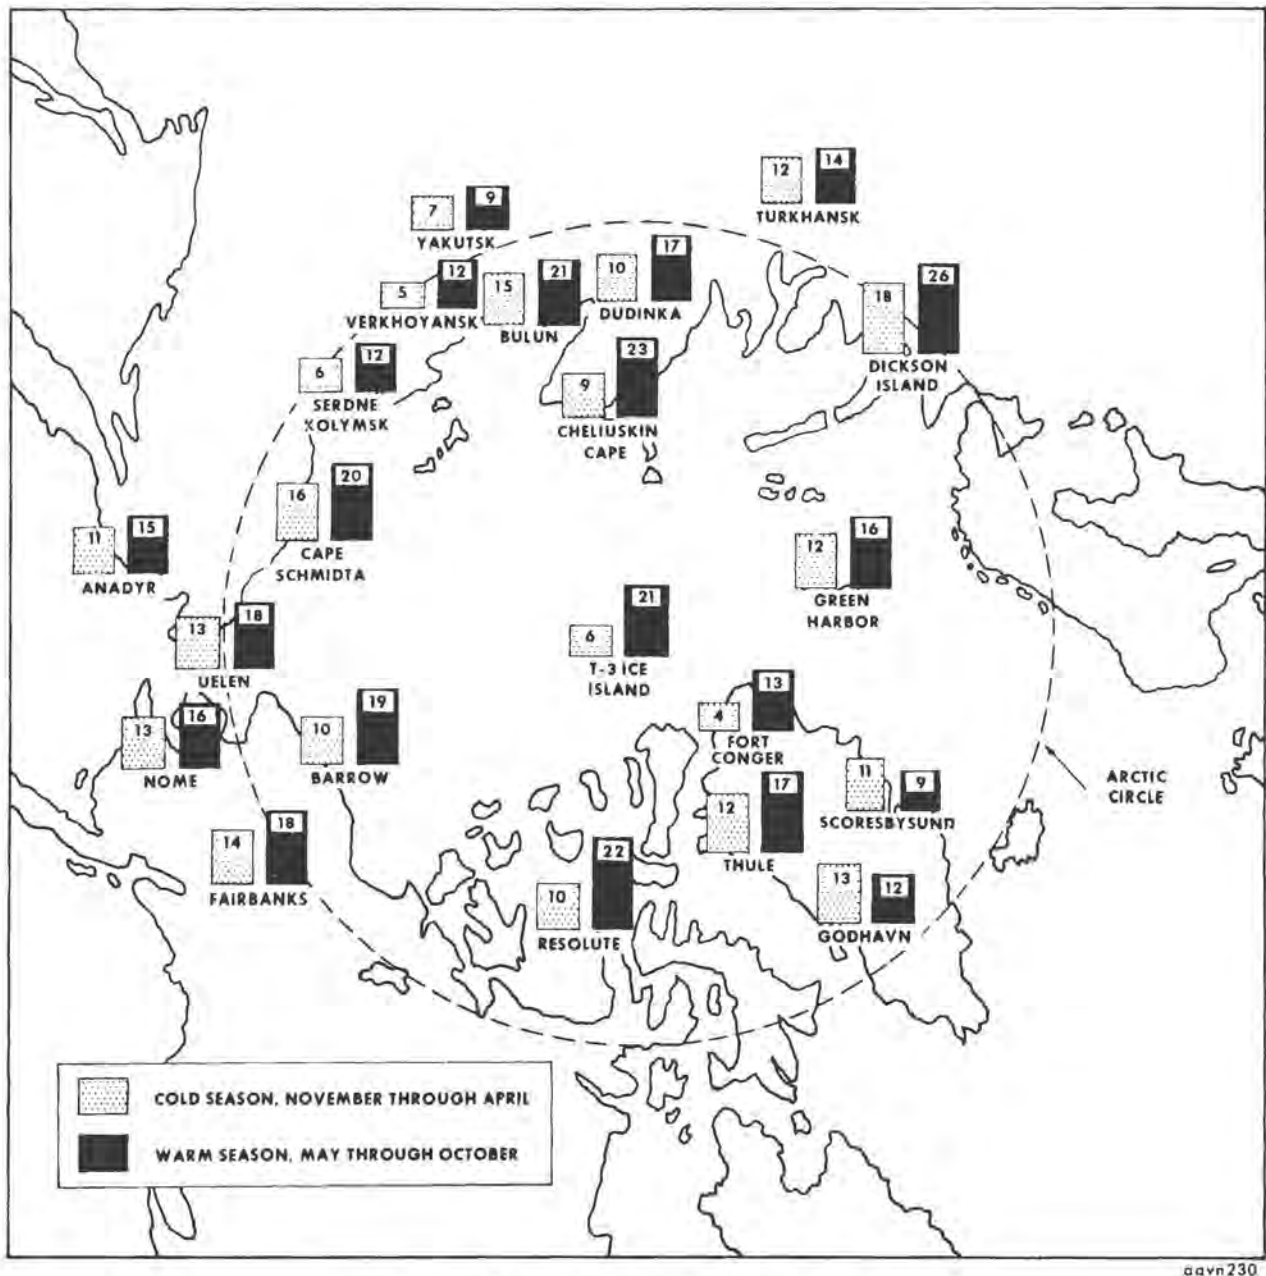 12 14
TURKHANSK
7 9
YAKUTSK
5 12
VERKHOYANSK
15 21
BULUN
10 17
DUDINKA
18 26
DICKSON
ISLAND
6 12
SERDNE
KOLYMSK
9 23
CHELIUSKIN
CAPE
16 20
CAPE
SCHMIDTA
11 15
ANADYR
12 16
GREEN
HARBOR
13 18
UELEN
6 21
T-3 ICE
ISLAND
13 16
NOME
10 19
BARROW
4 13
FORT
CONGER
11 9
SCORESBYSUND
ARCTIC
CIRCLE
12 17
THULE
14 18
FAIRBANKS
10 22
RESOLUTE
13 12
GODHAVN
COLD SEASON, NOVEMBER THROUGH APRIL
WARM SEASON, MAY THROUGH OCTOBER
aavn230